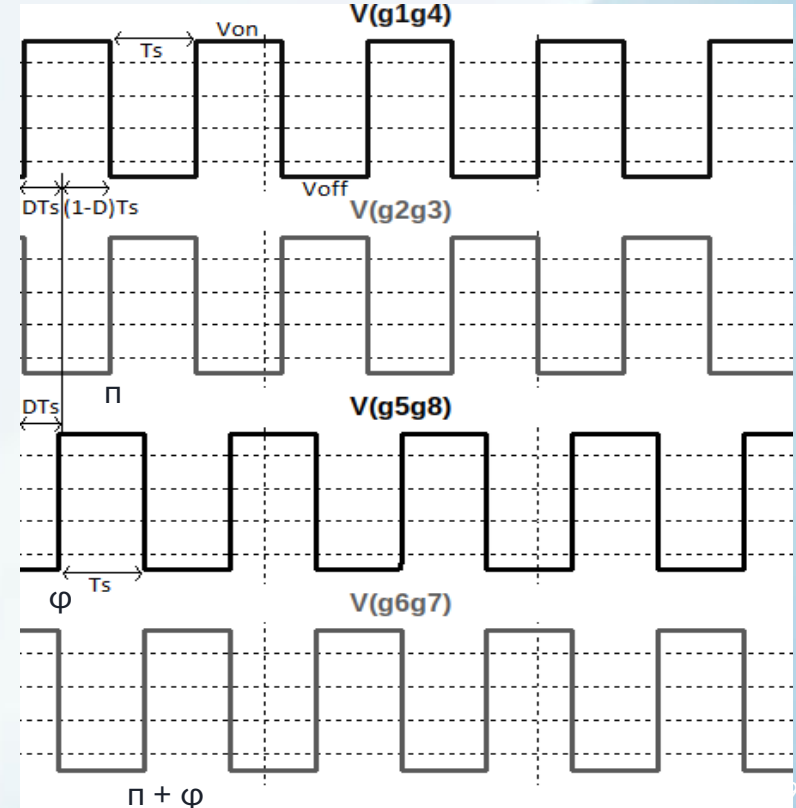 V(g1g4)
Von
Ts
Voff
DTs (1-D)Ts
V(g2g3)
п
DTs
V(g5g8)
Ts
φ
V(g6g7)
п + φ